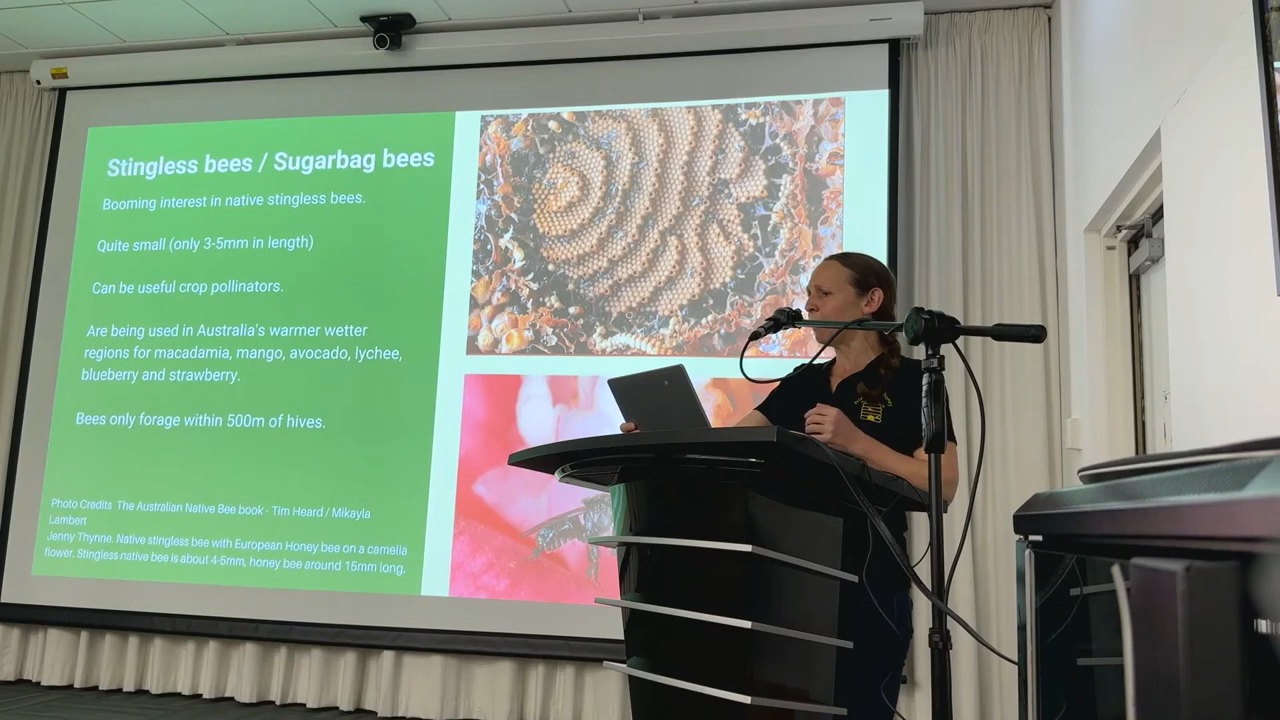 Stingless bees / Sugarbag bees
Booming interest in native stingless bees.
Quite small (only 3-5mm in length)
Can be useful crop pollinators.
Are being used in Australia's warmer wetter
regions for macadamia, mango, avocado, lychee,
blueberry and strawberry.
Bees only forage within 500m of hives.
Photo Credits The Australian Native Bee book - Tim Heard / Mikayla
Lambert
Jenny Thynne. Native stingless bee with European Honey bee on a camelia
flower. Stingless native bee is about 4-5mm, honey bee around 15mm long.